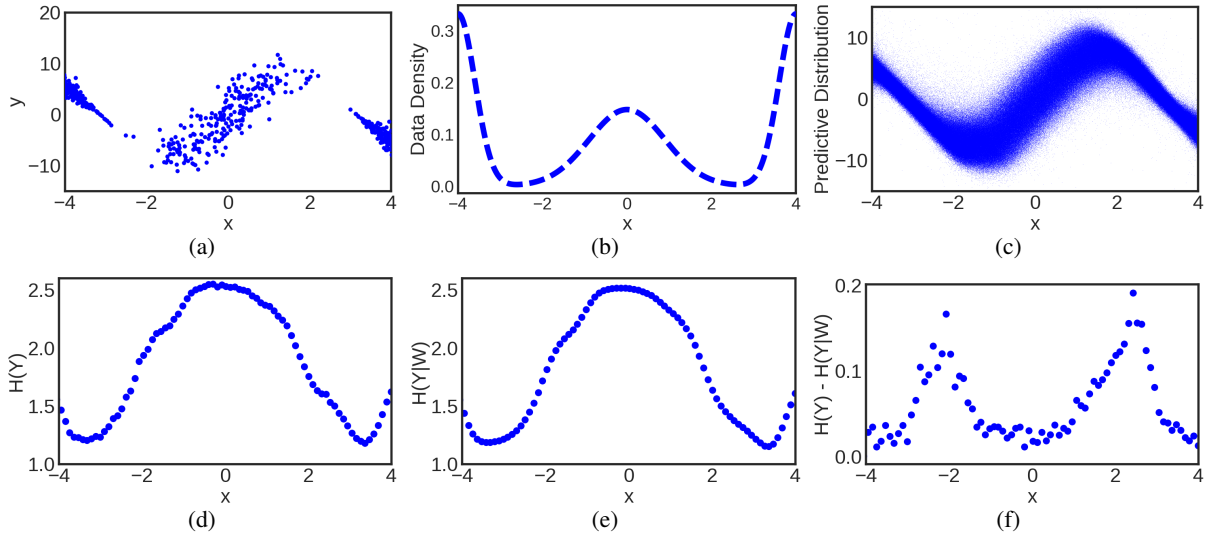 20
10
0
−10
y
−4
−2
0
2
4
x
(a)
0.3
0.2
0.1
0.0
Data Density
−4
−2
0
2
4
x
(b)
10
0
−10
Predictive Distribution
−4
−2
0
2
4
x
(c)
2.5
2.0
1.5
1.0
H(Y)
−4
−2
0
2
4
x
(d)
2.5
2.0
1.5
1.0
H(Y|W)
−4
−2
0
2
4
x
(e)
0.2
0.1
0.0
H(Y) - H(Y|W)
−4
−2
0
2
4
x
(f)